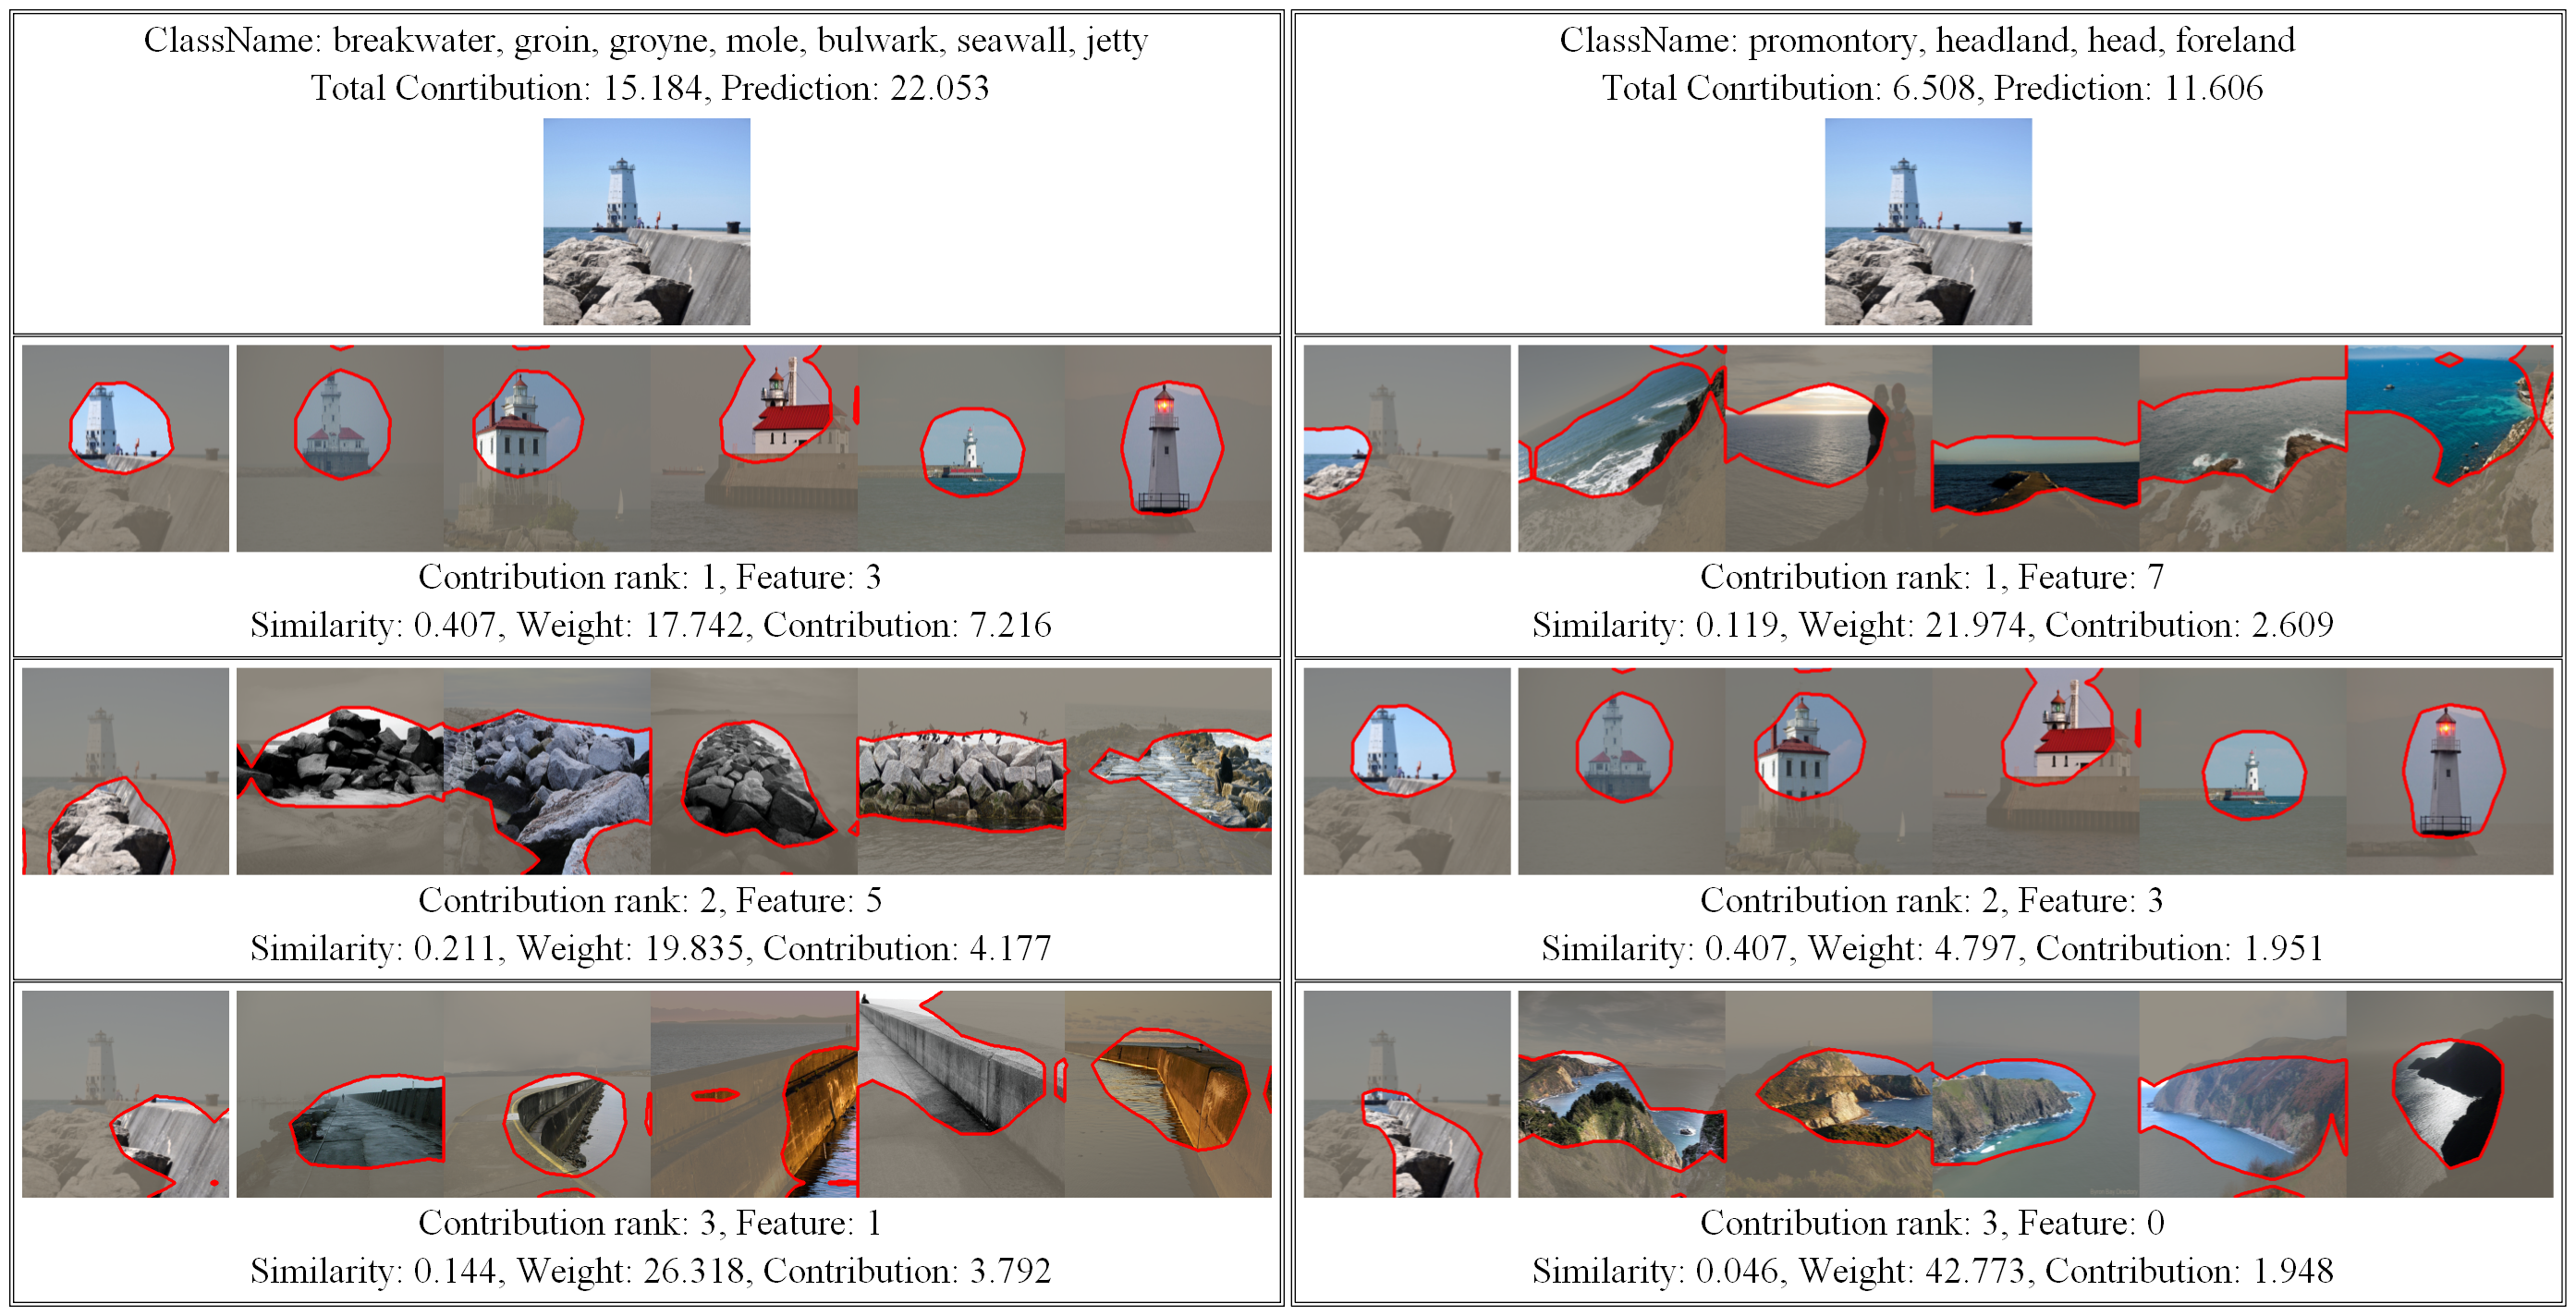 ClassName: breakwater, groin, groyne, mole, bulwark, seawall, jetty
Total Conrtibution: 15.184, Prediction: 22.053
Contribution rank: 1, Feature: 3
Similarity: 0.407, Weight: 17.742, Contribution: 7.216
Contribution rank: 2, Feature: 5
Similarity: 0.211, Weight: 19.835, Contribution: 4.177
Contribution rank: 3, Feature: 1
Similarity: 0.144, Weight: 26.318, Contribution: 3.792
ClassName: promontory, headland, head, foreland
Total Conrtibution: 6.508, Prediction: 11.606
Contribution rank: 1, Feature: 7
Similarity: 0.119, Weight: 21.974, Contribution: 2.609
Contribution rank: 2, Feature: 3
Similarity: 0.407, Weight: 4.797, Contribution: 1.951
Contribution rank: 3, Feature: 0
Similarity: 0.046, Weight: 42.773, Contribution: 1.948